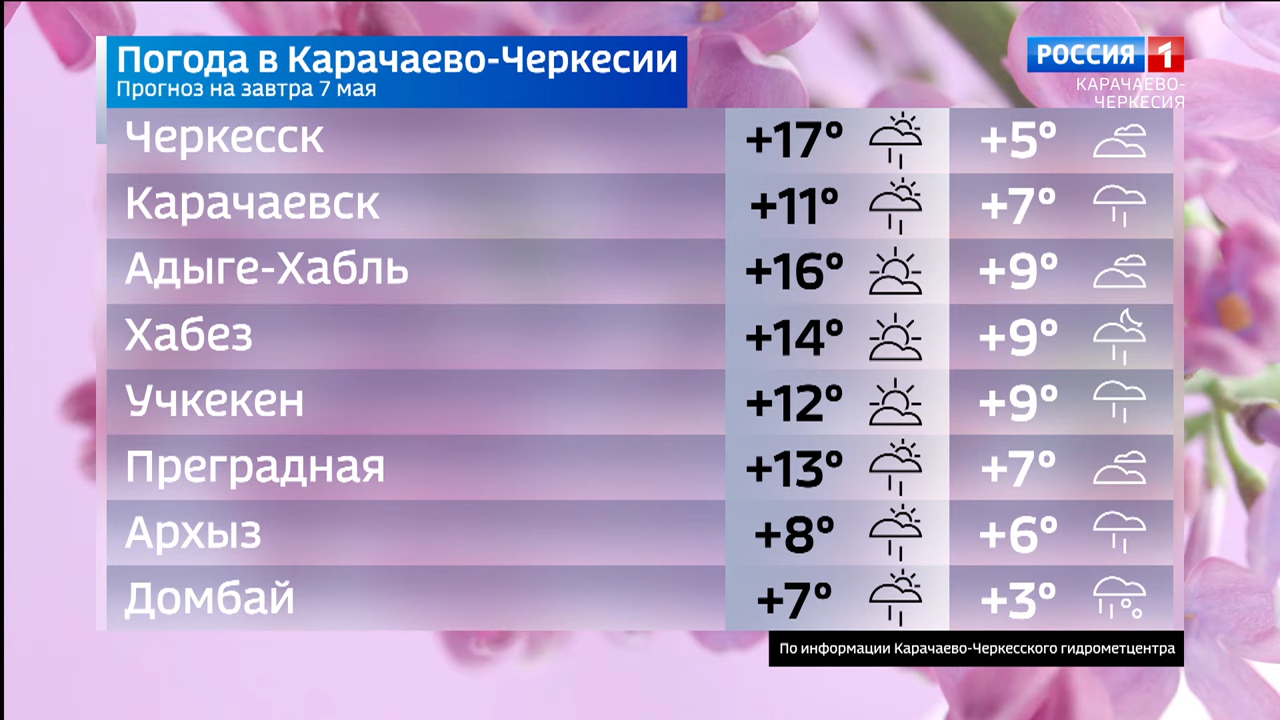 Погода в Карачаево-Черкесии
Прогноз на завтра 7 мая
РОССИЯ 1
КАРАЧАЕВО-
ЧЕРКЕСИЯ
Черкесск +17° +5°
Карачаевск +11° +7°
Адыге-Хабль +16° +9°
Хабез +14° +9°
Учкекен +12° +9°
Преградная +13° +7°
Архыз +8° +6°
Домбай +7° +3°
По информации Карачаево-Черкесского гидрометцентра